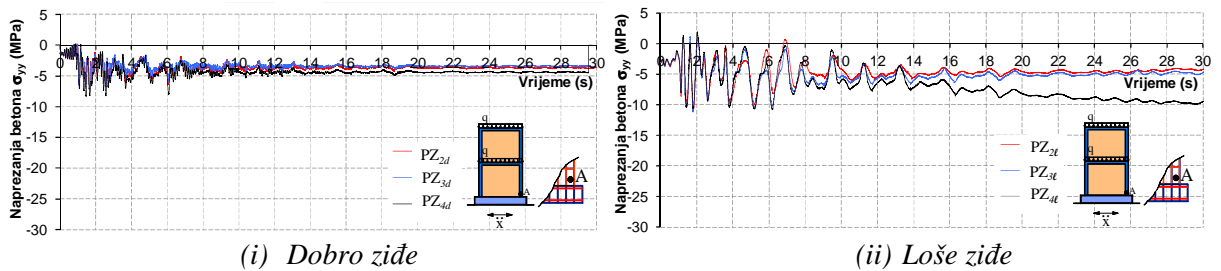 Naprezanja betona σyy (MPa)
5
0
-5
-10
-15
-20
-25
-30
0 2 4 6 8 10 12 14 16 18 20 22 24 26 28 30
Vrijeme (s)
PZ2d
PZ3d
PZ4d
q
q
A
A
ẍ
(i) Dobro ziđe
Naprezanja betona σyy (MPa)
5
0
-5
-10
-15
-20
-25
-30
0 2 4 6 8 10 12 14 16 18 20 22 24 26 28 30
Vrijeme (s)
PZ2ℓ
PZ3ℓ
PZ4ℓ
q
q
A
A
ẍ
(ii) Loše ziđe